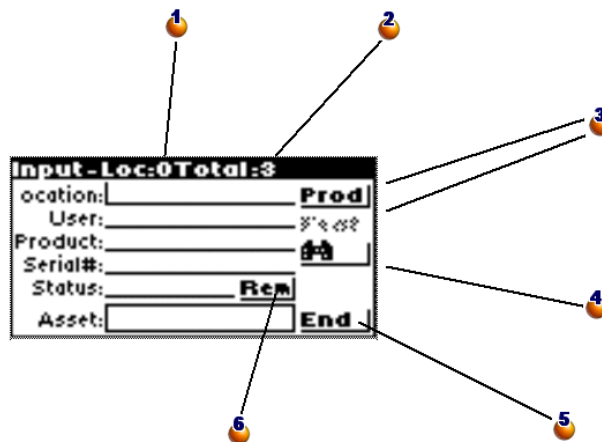 1
2
3
Input-Loc:0Total:3
ocation: Prod
User:
Product:
Serial#:
Status: Rem
4
Asset: End
6
5